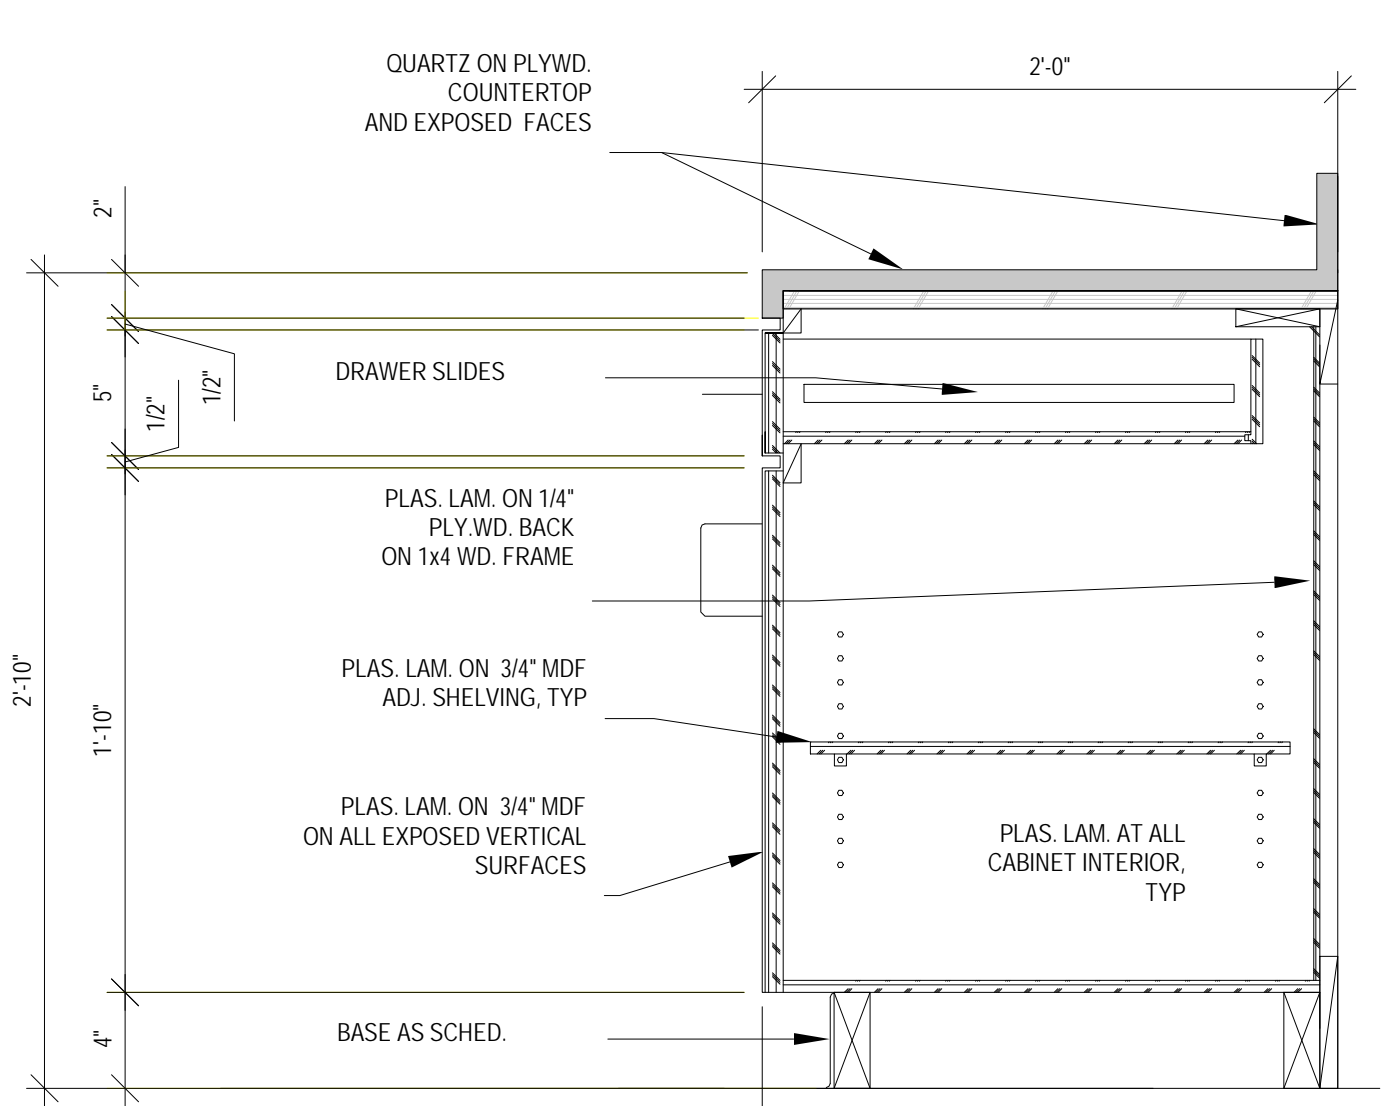 QUARTZ ON PLYWD.
COUNTERTOP
AND EXPOSED FACES
2'-0"
2"
DRAWER SLIDES
5"
1/2"
1/2"
PLAS. LAM. ON 1/4"
PLY.WD. BACK
ON 1x4 WD. FRAME
2'-10"
PLAS. LAM. ON 3/4" MDF
ADJ. SHELVING, TYP
1'-10"
PLAS. LAM. ON 3/4" MDF
ON ALL EXPOSED VERTICAL
SURFACES
PLAS. LAM. AT ALL
CABINET INTERIOR,
TYP
4"
BASE AS SCHED.